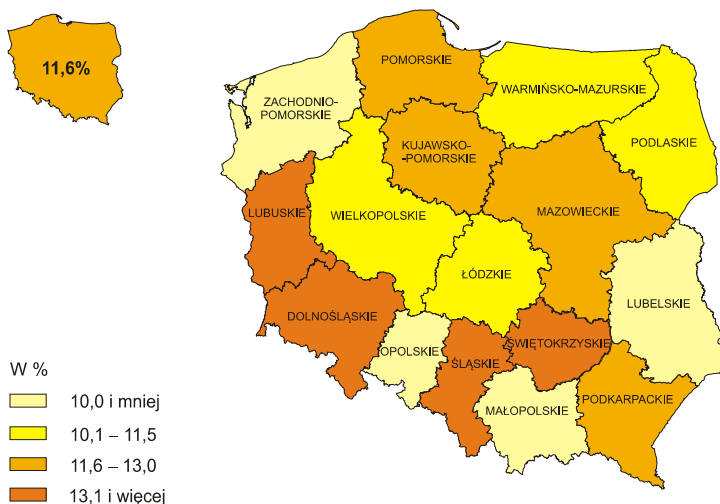 11,6%
POMORSKIE
WARMIŃSKO-MAZURSKIE
ZACHODNIO-
POMORSKIE
PODLASKIE
KUJAWSKO-
-POMORSKIE
LUBUSKIE
WIELKOPOLSKIE
MAZOWIECKIE
ŁÓDZKIE
LUBELSKIE
DOLNOŚLĄSKIE
OPOLSKIE
ŚLĄSKIE
ŚWIĘTOKRZYSKIE
MAŁOPOLSKIE
PODKARPACKIE
W %
10,0 i mniej
10,1 – 11,5
11,6 – 13,0
13,1 i więcej